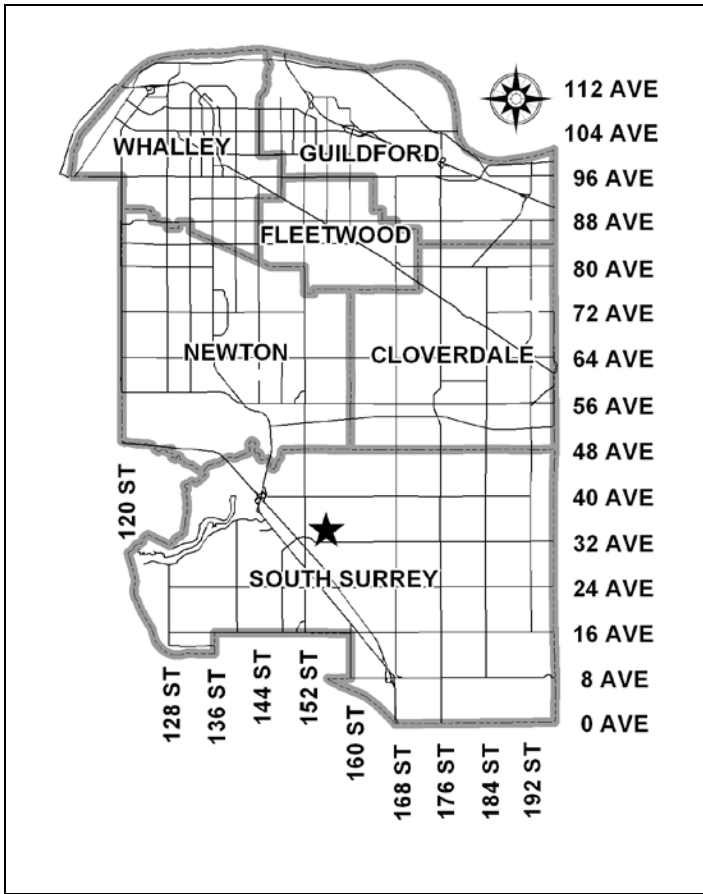 112 AVE
104 AVE
WHALLEY
GUILDFORD
96 AVE
88 AVE
FLEETWOOD
80 AVE
72 AVE
NEWTON
CLOVERDALE
64 AVE
56 AVE
48 AVE
120 ST
40 AVE
32 AVE
SOUTH SURREY
24 AVE
16 AVE
8 AVE
0 AVE
128 ST
136 ST
144 ST
152 ST
160 ST
168 ST
176 ST
184 ST
192 ST